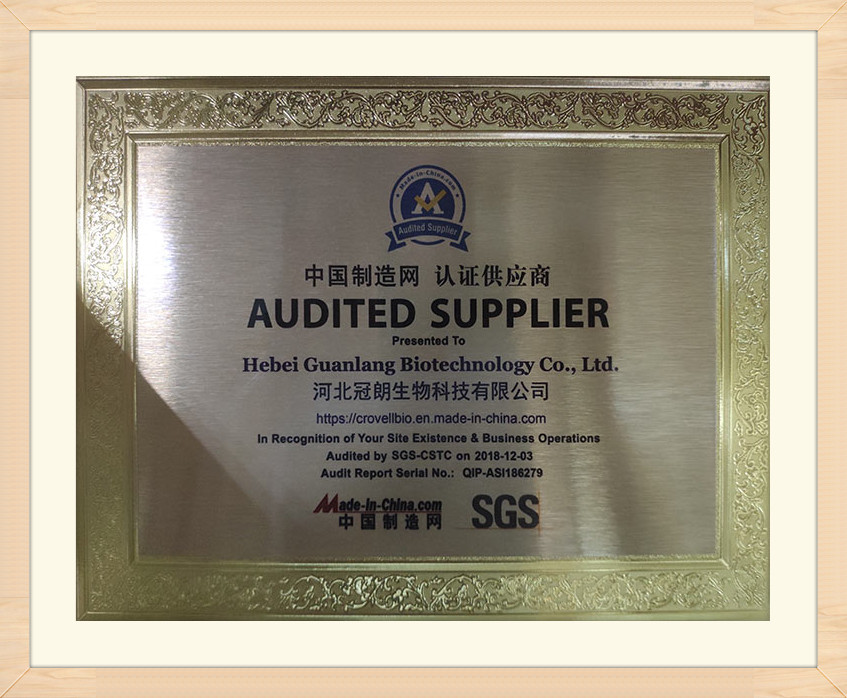 Made-in-China.com
A
Audited Supplier
中国制造网 认证供应商
AUDITED SUPPLIER
Presented To
Hebei Guanlang Biotechnology Co., Ltd.
河北冠朗生物科技有限公司
https://crovellbio.en.made-in-china.com
In Recognition of Your Site Existence & Business Operations
Audited by SGS-CSTC on 2018-12-03
Audit Report Serial No.: QIP-ASI186279
Made-in-China.com
中国制造网
SGS